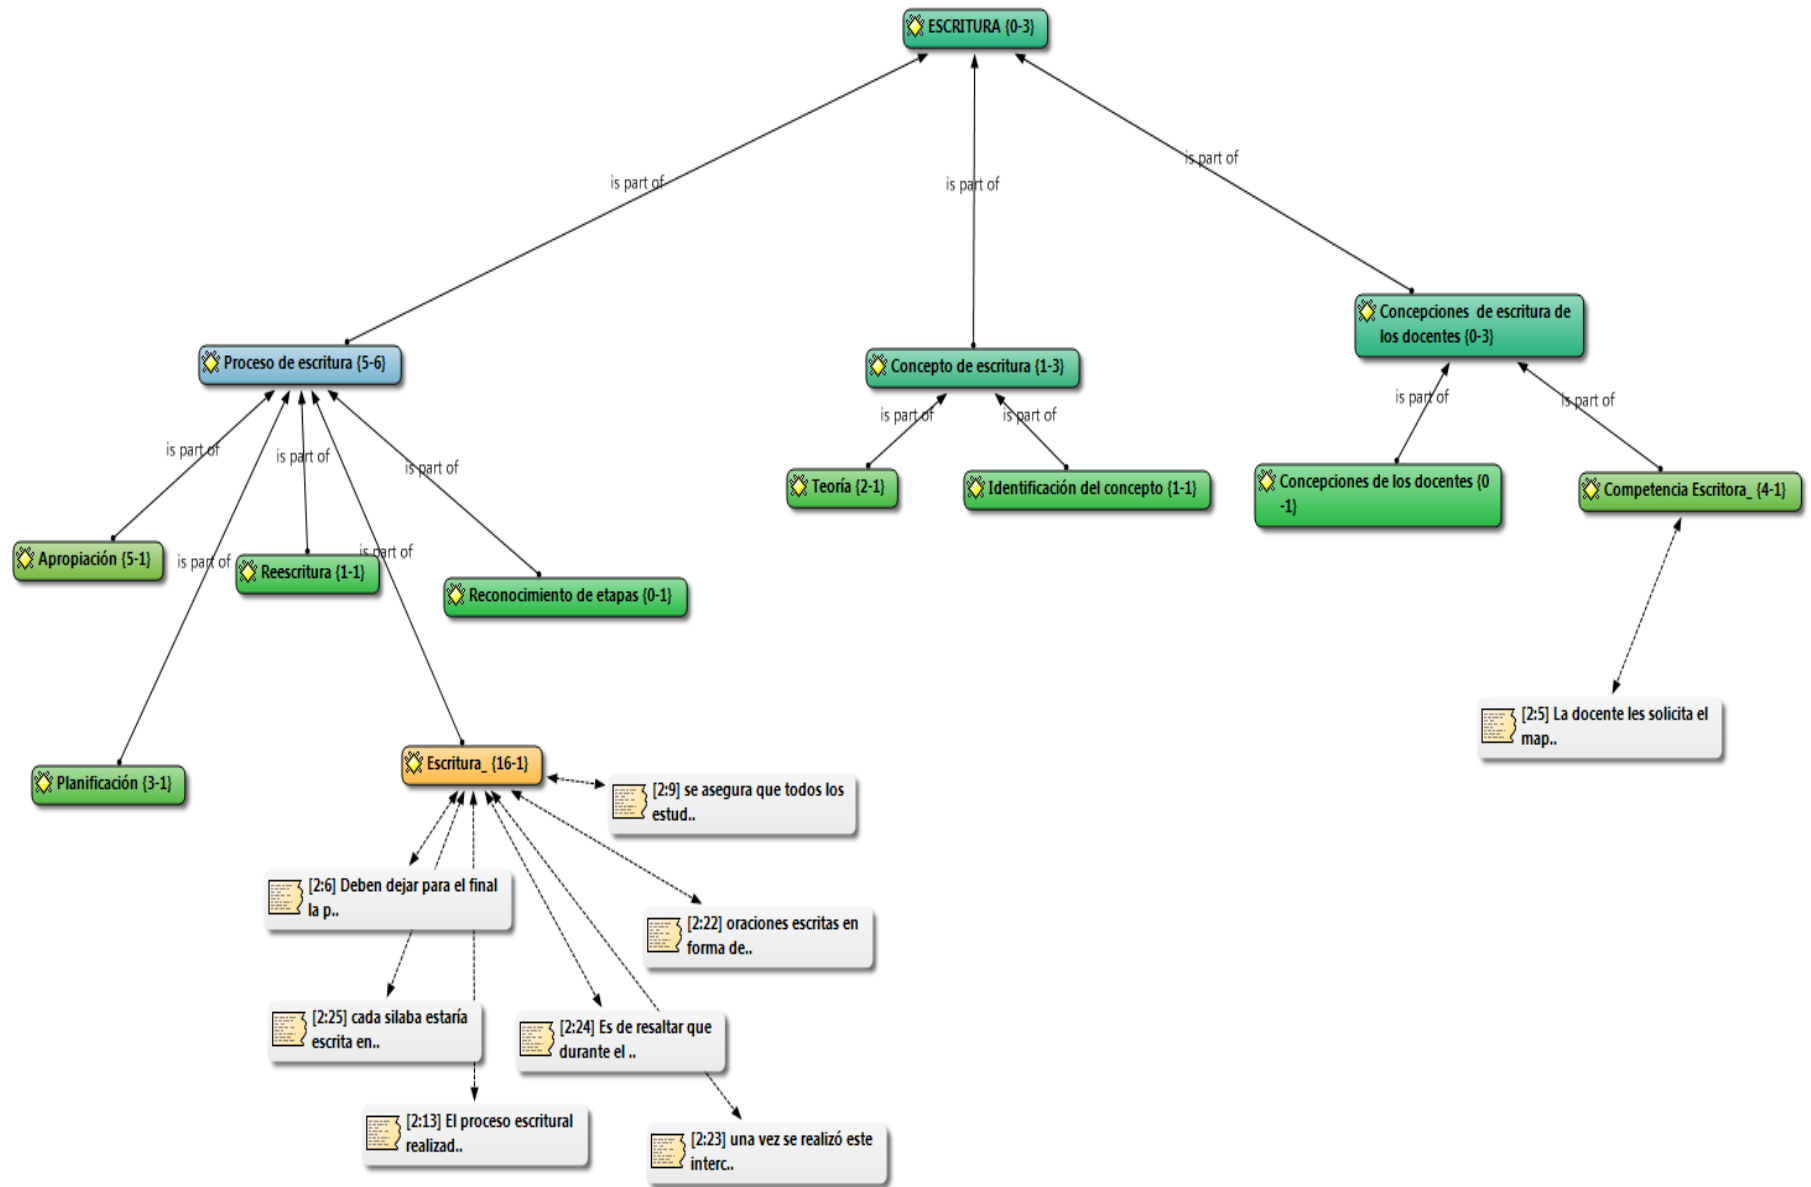 ESCRITURA {0-3}
is part of
is part of
is part of
Concepciones de escritura de
los docentes {0-3}
Proceso de escritura {5-6}
Concepto de escritura {1-3}
is part of
is part of
is part of
is part of
is part of
is part of
is part of
is part of
is part of
Teoría {2-1}
Identificación del concepto {1-1}
Concepciones de los docentes {0
-1}
Competencia Escritora_ {4-1}
Apropiación {5-1}
Reescritura {1-1}
Reconocimiento de etapas {0-1}
[2:5] La docente les solicita el
map..
Planificación {3-1}
Escritura_ {16-1}
[2:9] se asegura que todos los
estud..
[2:6] Deben dejar para el final
la p..
[2:22] oraciones escritas en
forma de..
[2:25] cada silaba estaría
escrita en..
[2:24] Es de resaltar que
durante el ..
[2:13] El proceso escritural
realizad..
[2:23] una vez se realizó este
interc..